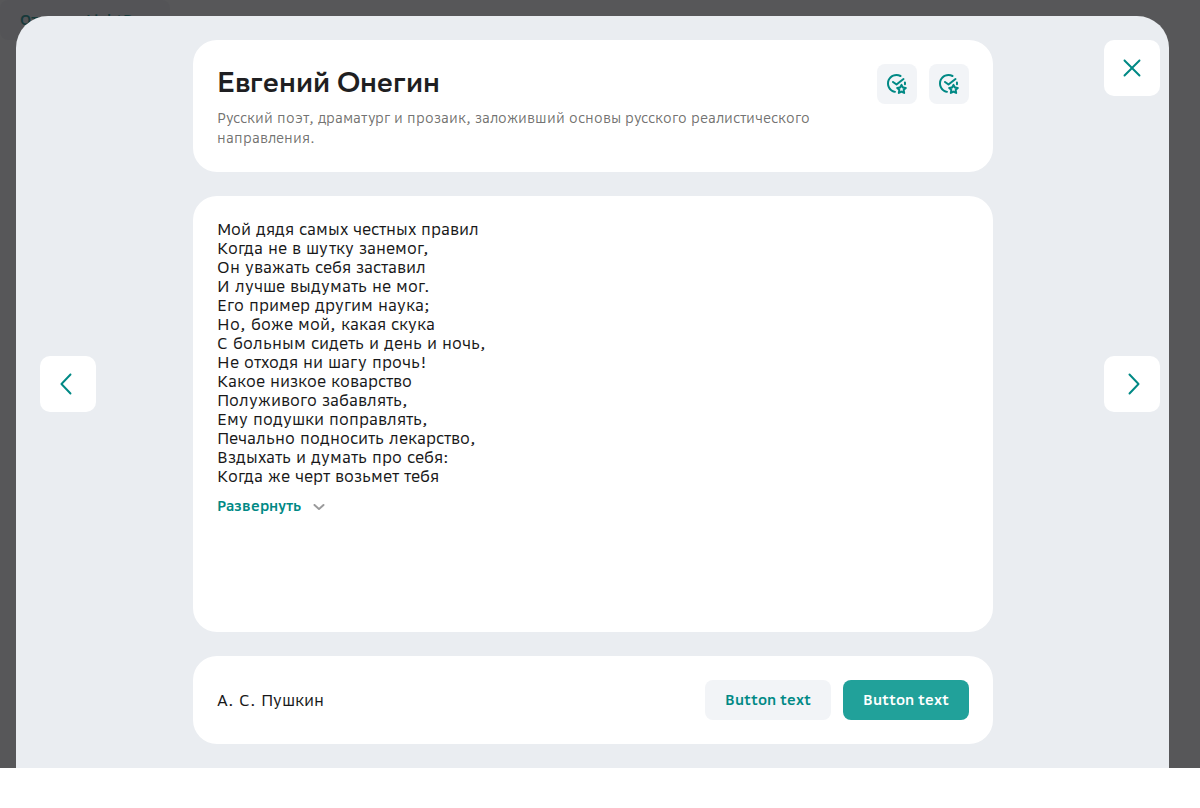 Евгений Онегин
Русский поэт, драматург и прозаик, заложивший основы русского реалистического
направления.
Мой дядя самых честных правил
Когда не в шутку занемог,
Он уважать себя заставил
И лучше выдумать не мог.
Его пример другим наука;
Но, боже мой, какая скука
С больным сидеть и день и ночь,
Не отходя ни шагу прочь!
Какое низкое коварство
Полуживого забавлять,
Ему подушки поправлять,
Печально подносить лекарство,
Вздыхать и думать про себя:
Когда же черт возьмет тебя
Развернуть
А. С. Пушкин
Button text
Button text